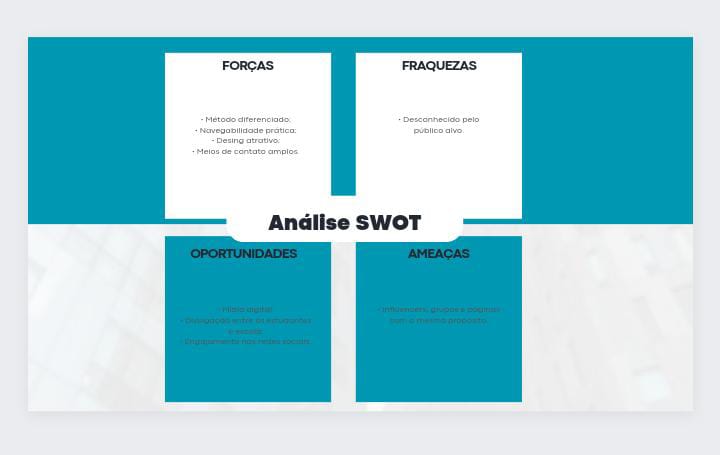 FORÇAS
• Método diferenciado;
• Navegabilidade prática;
• Desing atrativo;
• Meios de contato amplos.
FRAQUEZAS
• Desconhecido pelo
público alvo.
Análise SWOT
OPORTUNIDADES
• Mídia digital;
• Divulgação entre os estudantes
e escola;
• Engajamento nas redes sociais.
AMEAÇAS
• Influencers, grupos e páginas
com o mesmo propósito.